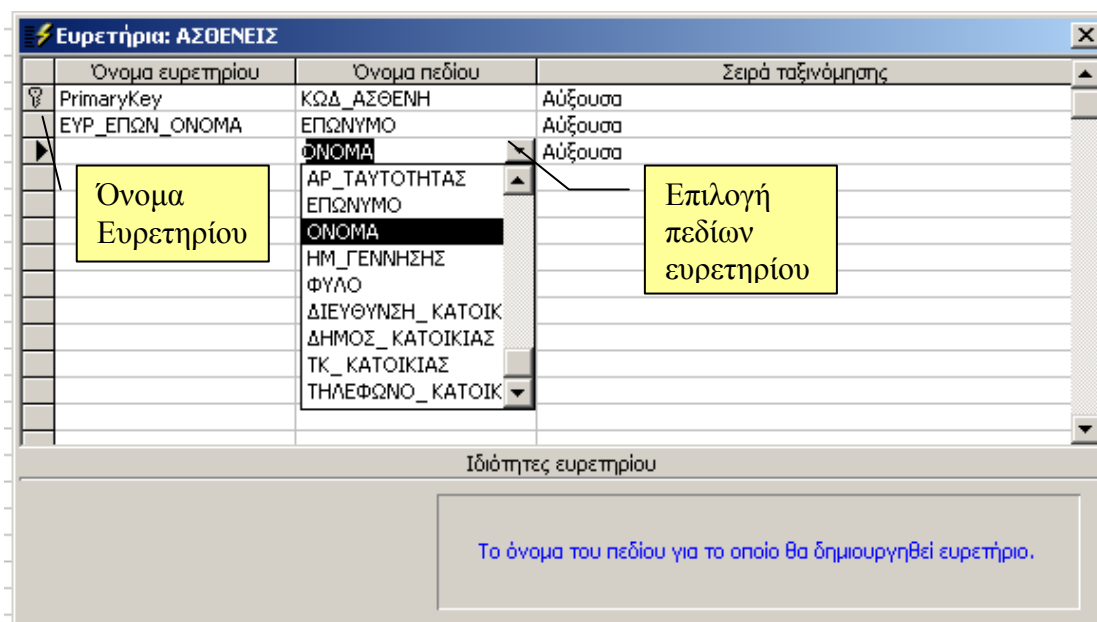 Ευρετήρια: ΑΣΘΕΝΕΙΣ
Όνομα ευρετηρίου Όνομα πεδίου Σειρά ταξινόμησης
PrimaryKey ΚΩΔ_ΑΣΘΕΝΗ Αύξουσα
ΕΥΡ_ΕΠΩΝ_ΟΝΟΜΑ ΕΠΩΝΥΜΟ Αύξουσα
ΟΝΟΜΑ Αύξουσα
ΑΡ_ΤΑΥΤΟΤΗΤΑΣ
ΕΠΩΝΥΜΟ
ΟΝΟΜΑ
ΗΜ_ΓΕΝΝΗΣΗΣ
ΦΥΛΟ
ΔΙΕΥΘΥΝΣΗ_ ΚΑΤΟΙΚ
ΔΗΜΟΣ_ ΚΑΤΟΙΚΙΑΣ
ΤΚ_ ΚΑΤΟΙΚΙΑΣ
ΤΗΛΕΦΩΝΟ_ ΚΑΤΟΙΚ
Όνομα
Ευρετηρίου
Επιλογή
πεδίων
ευρετηρίου
Ιδιότητες ευρετηρίου
Το όνομα του πεδίου για το οποίο θα δημιουργηθεί ευρετήριο.